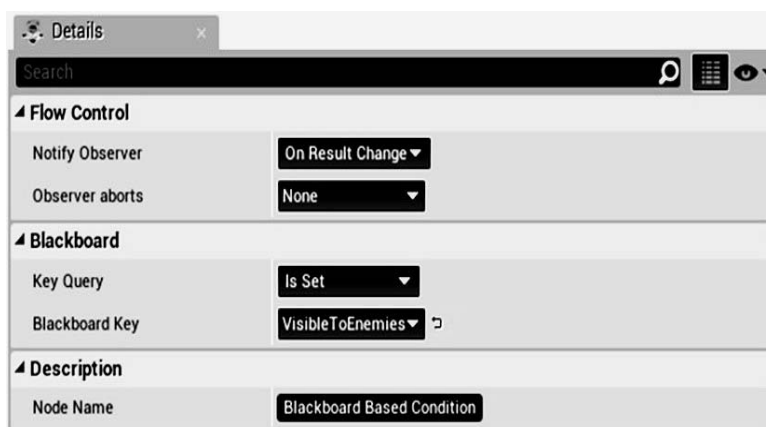 Details
Search
Flow Control
Notify Observer On Result Change
Observer aborts None
Blackboard
Key Query Is Set
Blackboard Key VisibleToEnemies
Description
Node Name Blackboard Based Condition